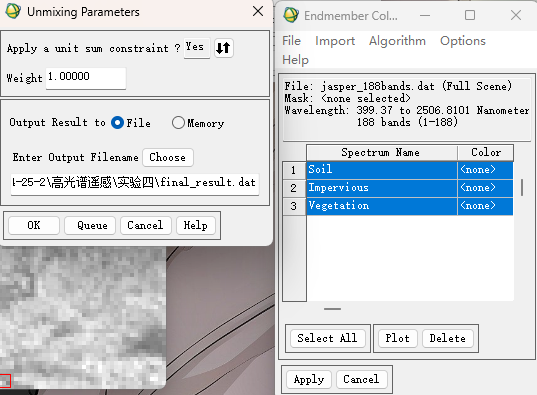 Unmixing Parameters
Apply a unit sum constraint ? Yes
Weight 1.00000
Output Result to File Memory
Enter Output Filename Choose
-25-2\高光谱遥感\实验四\final_result.dat
OK Queue Cancel Help
Endmember Col...
File Import Algorithm Options
Help
File: jasper_188bands.dat (Full Scene)
Mask: <none selected>
Wavelength: 399.37 to 2506.8101 Nanometer
188 bands (1-188)
Spectrum Name Color
1 Soil <none>
2 Impervious <none>
3 Vegetation <none>
Select All Plot Delete
Apply Cancel